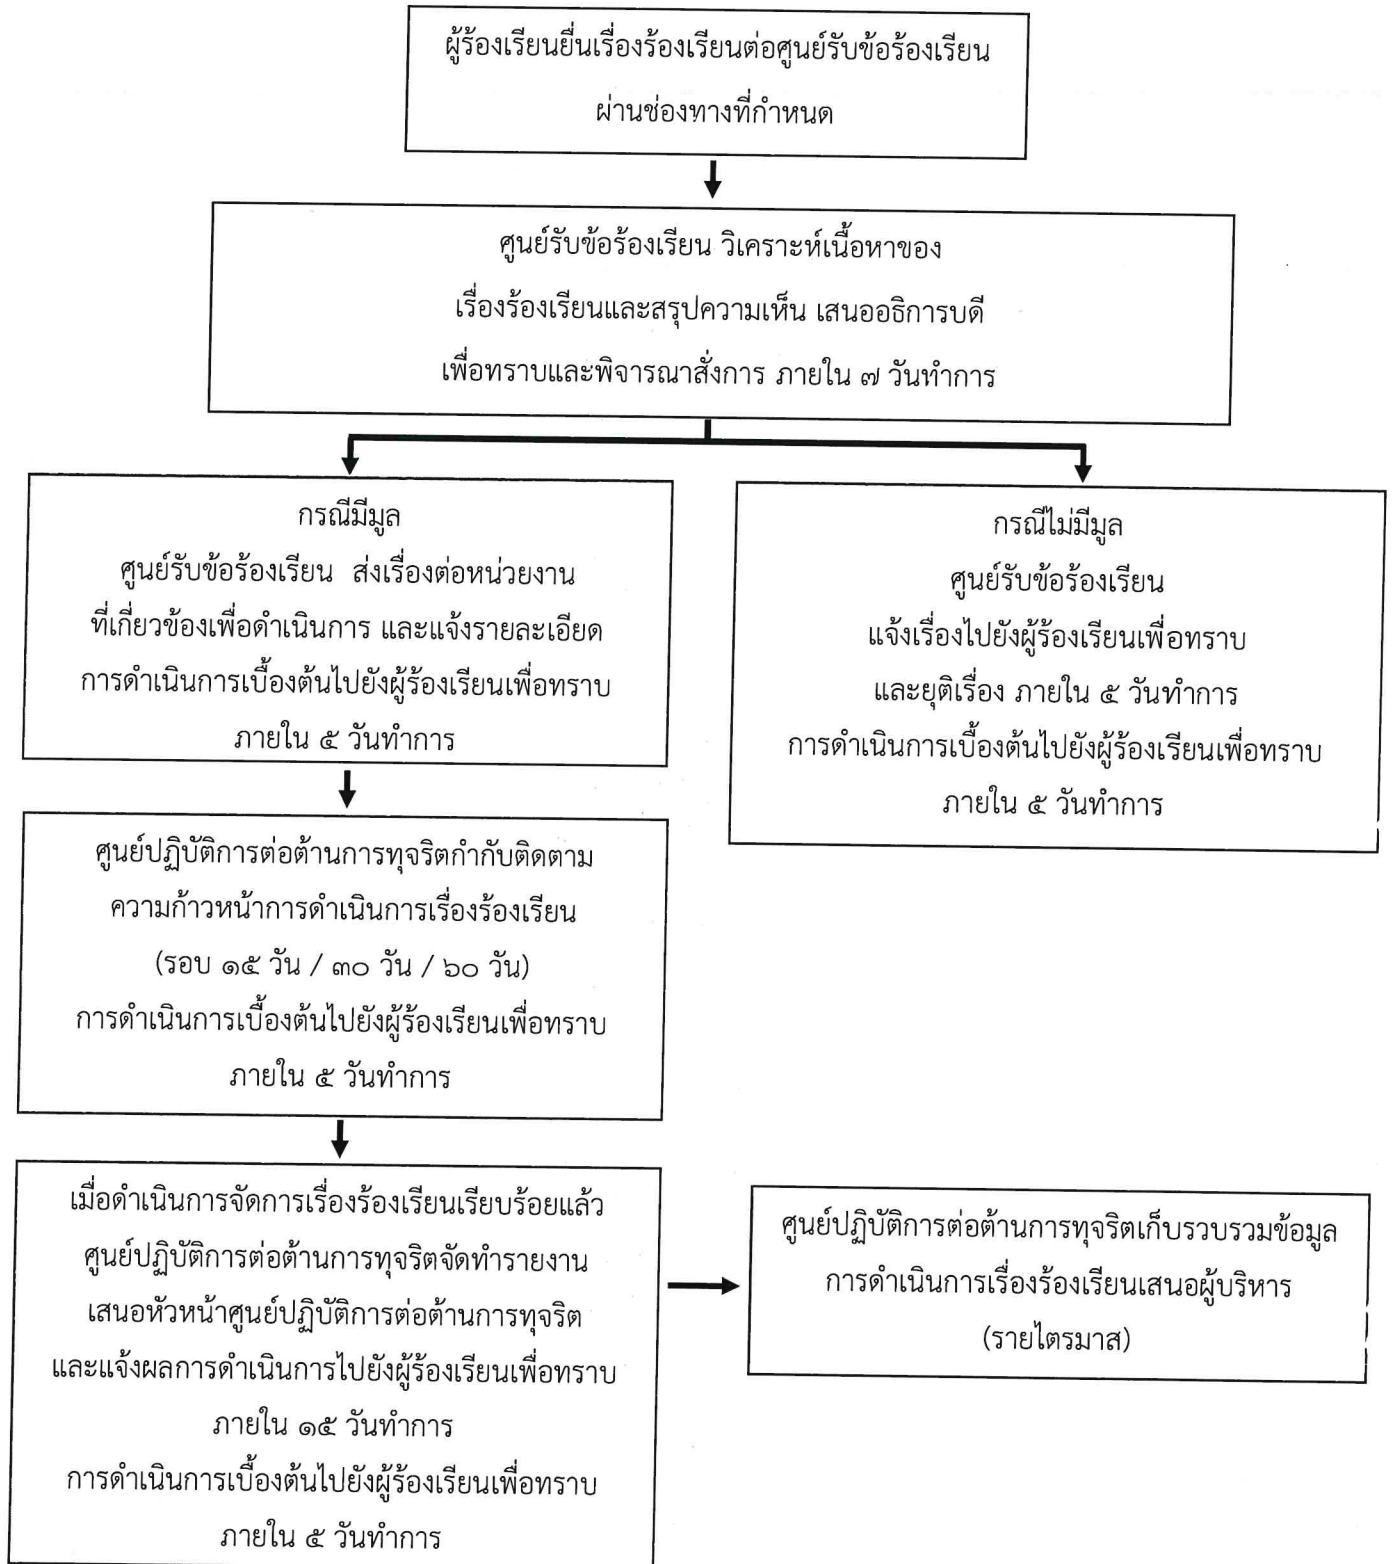 ผู้ร้องเรียนยื่นเรื่องร้องเรียนต่อศูนย์รับข้อร้องเรียน
ผ่านช่องทางที่กำหนด
ศูนย์รับข้อร้องเรียน วิเคราะห์เนื้อหาของ
เรื่องร้องเรียนและสรุปความเห็น เสนออธิการบดี
เพื่อทราบและพิจารณาสั่งการ ภายใน ๗ วันทำการ
กรณีมีมูล
ศูนย์รับข้อร้องเรียน ส่งเรื่องต่อหน่วยงาน
ที่เกี่ยวข้องเพื่อดำเนินการ และแจ้งรายละเอียด
การดำเนินการเบื้องต้นไปยังผู้ร้องเรียนเพื่อทราบ
ภายใน ๕ วันทำการ
กรณีไม่มีมูล
ศูนย์รับข้อร้องเรียน
แจ้งเรื่องไปยังผู้ร้องเรียนเพื่อทราบ
และยุติเรื่อง ภายใน ๕ วันทำการ
การดำเนินการเบื้องต้นไปยังผู้ร้องเรียนเพื่อทราบ
ภายใน ๕ วันทำการ
ศูนย์ปฏิบัติการต่อต้านการทุจริตกำกับติดตาม
ความก้าวหน้าการดำเนินการเรื่องร้องเรียน
(รอบ ๑๕ วัน / ๓๐ วัน / ๖๐ วัน)
การดำเนินการเบื้องต้นไปยังผู้ร้องเรียนเพื่อทราบ
ภายใน ๕ วันทำการ
เมื่อดำเนินการจัดการเรื่องร้องเรียนเรียบร้อยแล้ว
ศูนย์ปฏิบัติการต่อต้านการทุจริตจัดทำรายงาน
เสนอหัวหน้าศูนย์ปฏิบัติการต่อต้านการทุจริต
และแจ้งผลการดำเนินการไปยังผู้ร้องเรียนเพื่อทราบ
ภายใน ๑๕ วันทำการ
การดำเนินการเบื้องต้นไปยังผู้ร้องเรียนเพื่อทราบ
ภายใน ๕ วันทำการ
ศูนย์ปฏิบัติการต่อต้านการทุจริตเก็บรวบรวมข้อมูล
การดำเนินการเรื่องร้องเรียนเสนอผู้บริหาร
(รายไตรมาส)